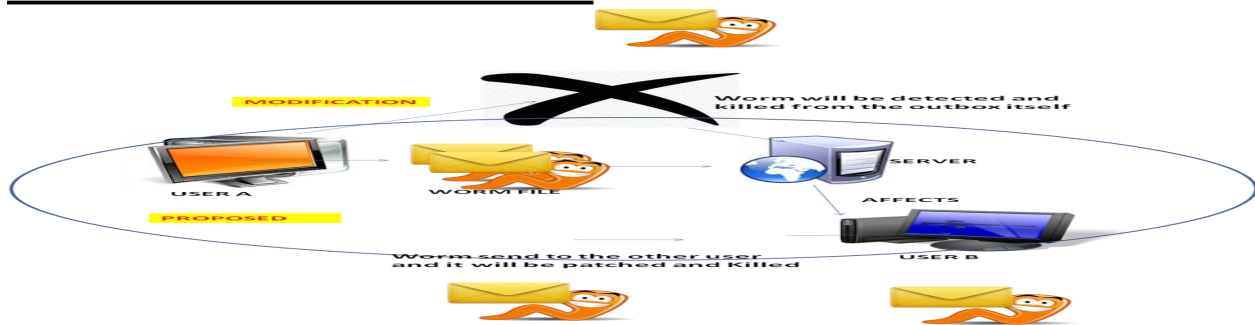 MODIFICATION
Worm will be detected and
killed from the outbox itself
SERVER
USER A
WORM FILE
AFFECTS
PROPOSED
USER B
Worm send to the other user
and it will be patched and Killed